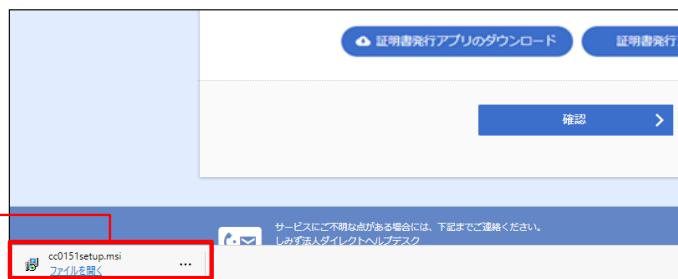 証明書発行アプリのダウンロード
証明書発行
確認
サービスにご不明な点がある場合には、下記までご連絡ください。
しみず法人ダイレクトヘルプデスク
cc0151setup.msi
ファイルを開く
...